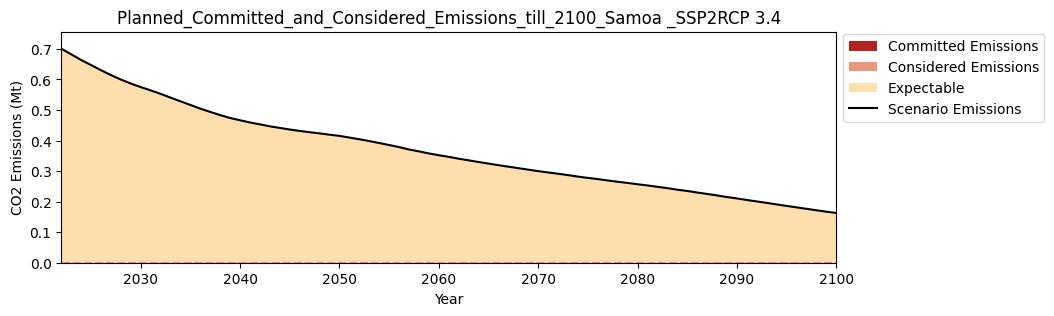 Planned_Committed_and_Considered_Emissions_till_2100_Samoa _SSP2RCP 3.4
CO2 Emissions (Mt)
0.7
0.6
0.5
0.4
0.3
0.2
0.1
0.0
2030 2040 2050 2060 2070 2080 2090 2100
Year
Committed Emissions
Considered Emissions
Expectable
Scenario Emissions